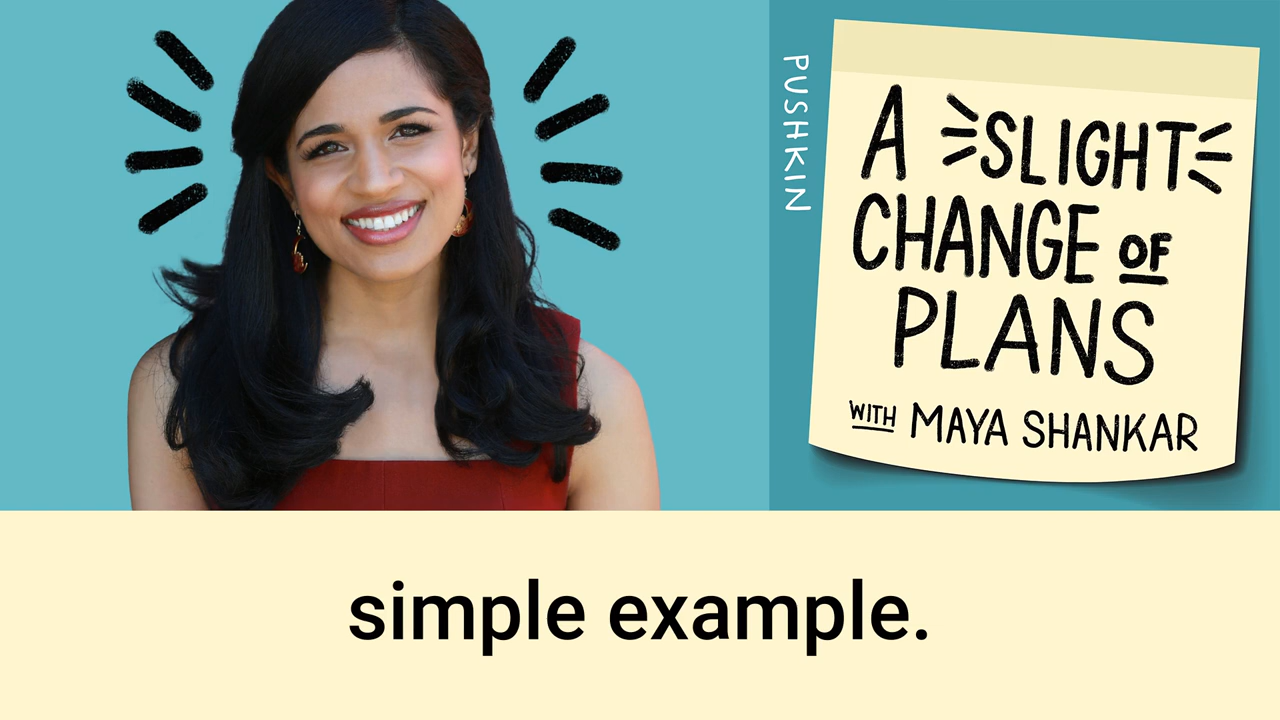 PUSHKIN
A SLIGHT
CHANGE OF
PLANS
WITH MAYA SHANKAR
simple example.